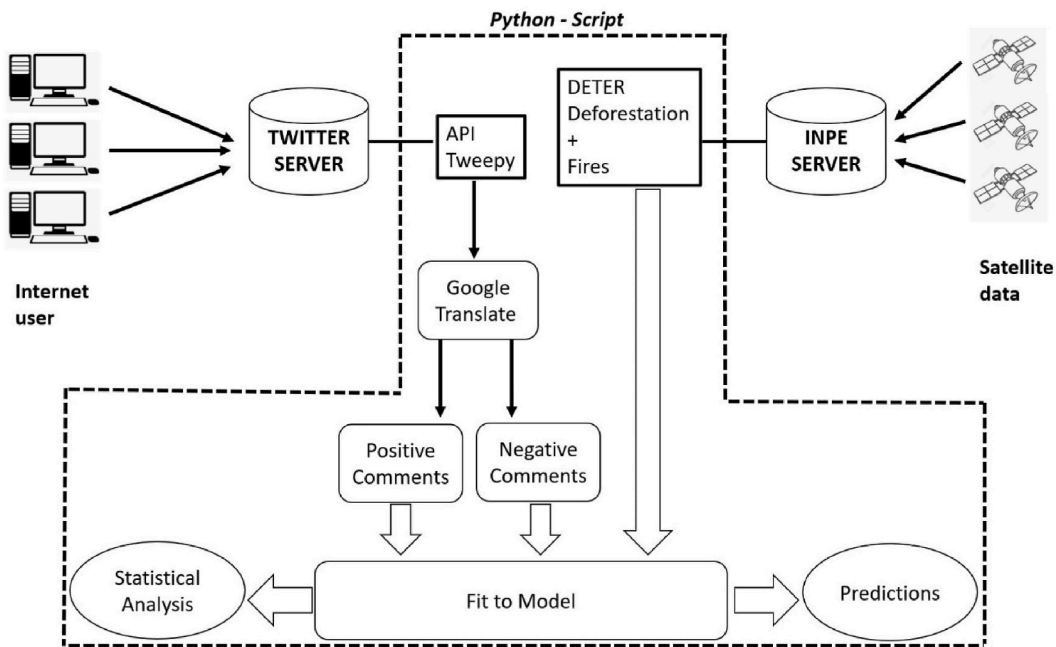 Python - Script
TWITTER
SERVER
API
Tweepy
DETER
Deforestation
+
Fires
INPE
SERVER
Internet
user
Google
Translate
Satellite
data
Positive
Comments
Negative
Comments
Statistical
Analysis
Fit to Model
Predictions